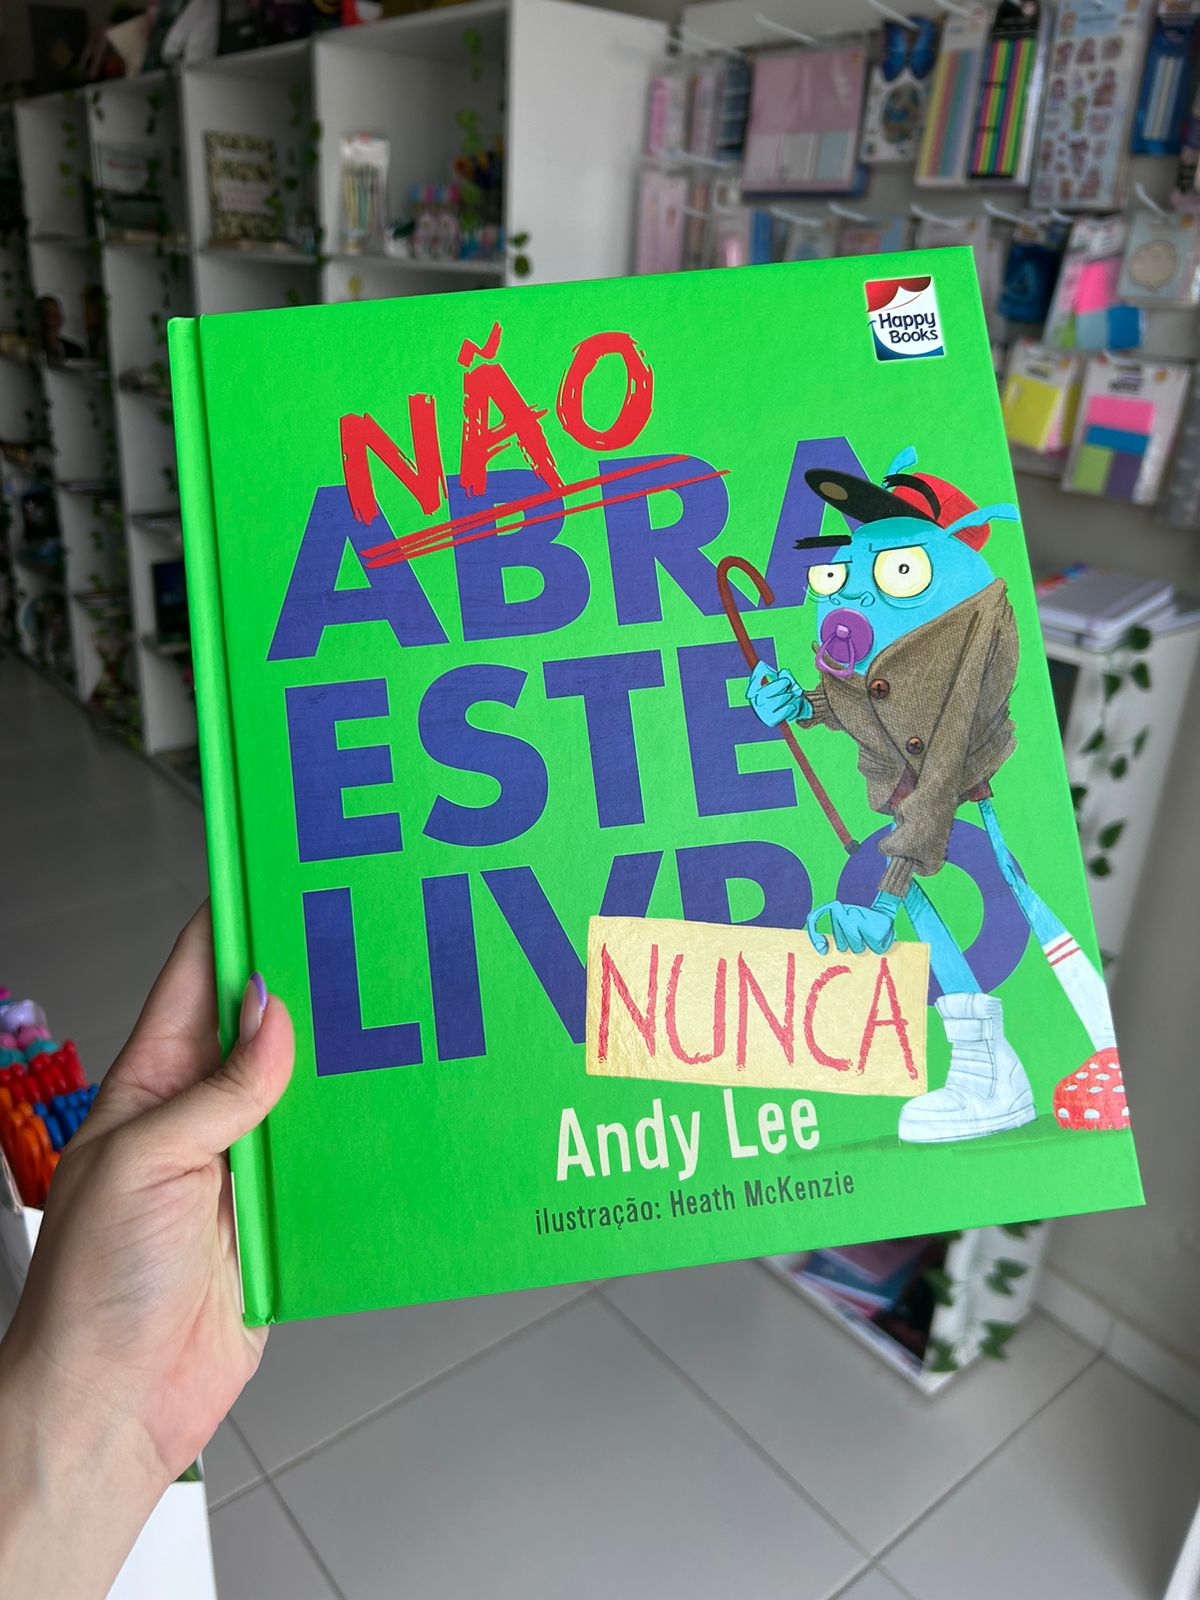 Happy
Books
NÃO
ABRA
ESTE
LIVRO
NUNCA
Andy Lee
ilustração: Heath McKenzie